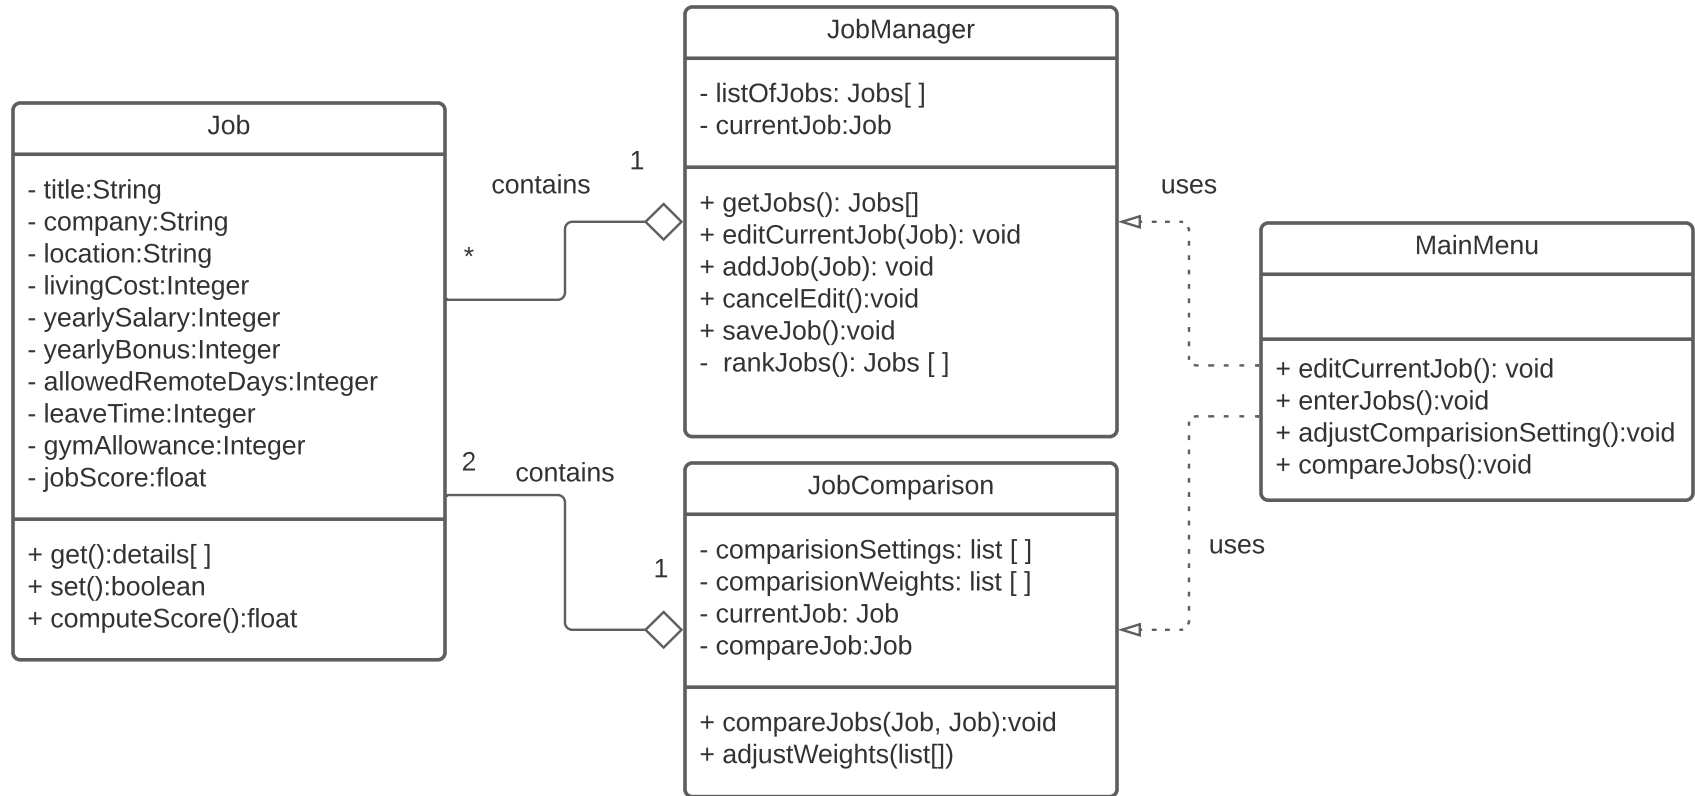 Job
- title:String
- company:String
- location:String
- livingCost:Integer
- yearlySalary:Integer
- yearlyBonus:Integer
- allowedRemoteDays:Integer
- leaveTime:Integer
- gymAllowance:Integer
- jobScore:float
+ get():details[ ]
+ set():boolean
+ computeScore():float
contains
1
*
2
contains
1
JobManager
- listOfJobs: Jobs[ ]
- currentJob:Job
+ getJobs(): Jobs[]
+ editCurrentJob(Job): void
+ addJob(Job): void
+ cancelEdit():void
+ saveJob():void
-  rankJobs(): Jobs [ ]
JobComparison
- comparisionSettings: list [ ]
- comparisionWeights: list [ ]
- currentJob: Job
- compareJob:Job
+ compareJobs(Job, Job):void
+ adjustWeights(list[])
uses
uses
MainMenu
+ editCurrentJob(): void
+ enterJobs():void
+ adjustComparisionSetting():void
+ compareJobs():void